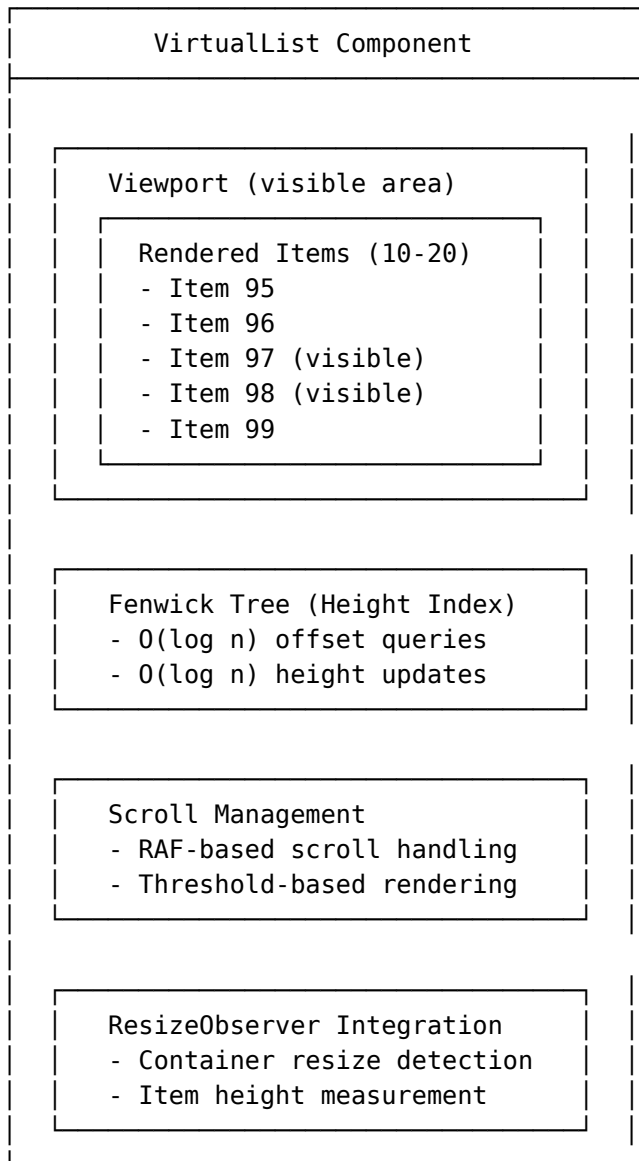 VirtualList Component
Viewport (visible area)
Rendered Items (10-20)
- Item 95
- Item 96
- Item 97 (visible)
- Item 98 (visible)
- Item 99
Fenwick Tree (Height Index)
- O(log n) offset queries
- O(log n) height updates
Scroll Management
- RAF-based scroll handling
- Threshold-based rendering
ResizeObserver Integration
- Container resize detection
- Item height measurement